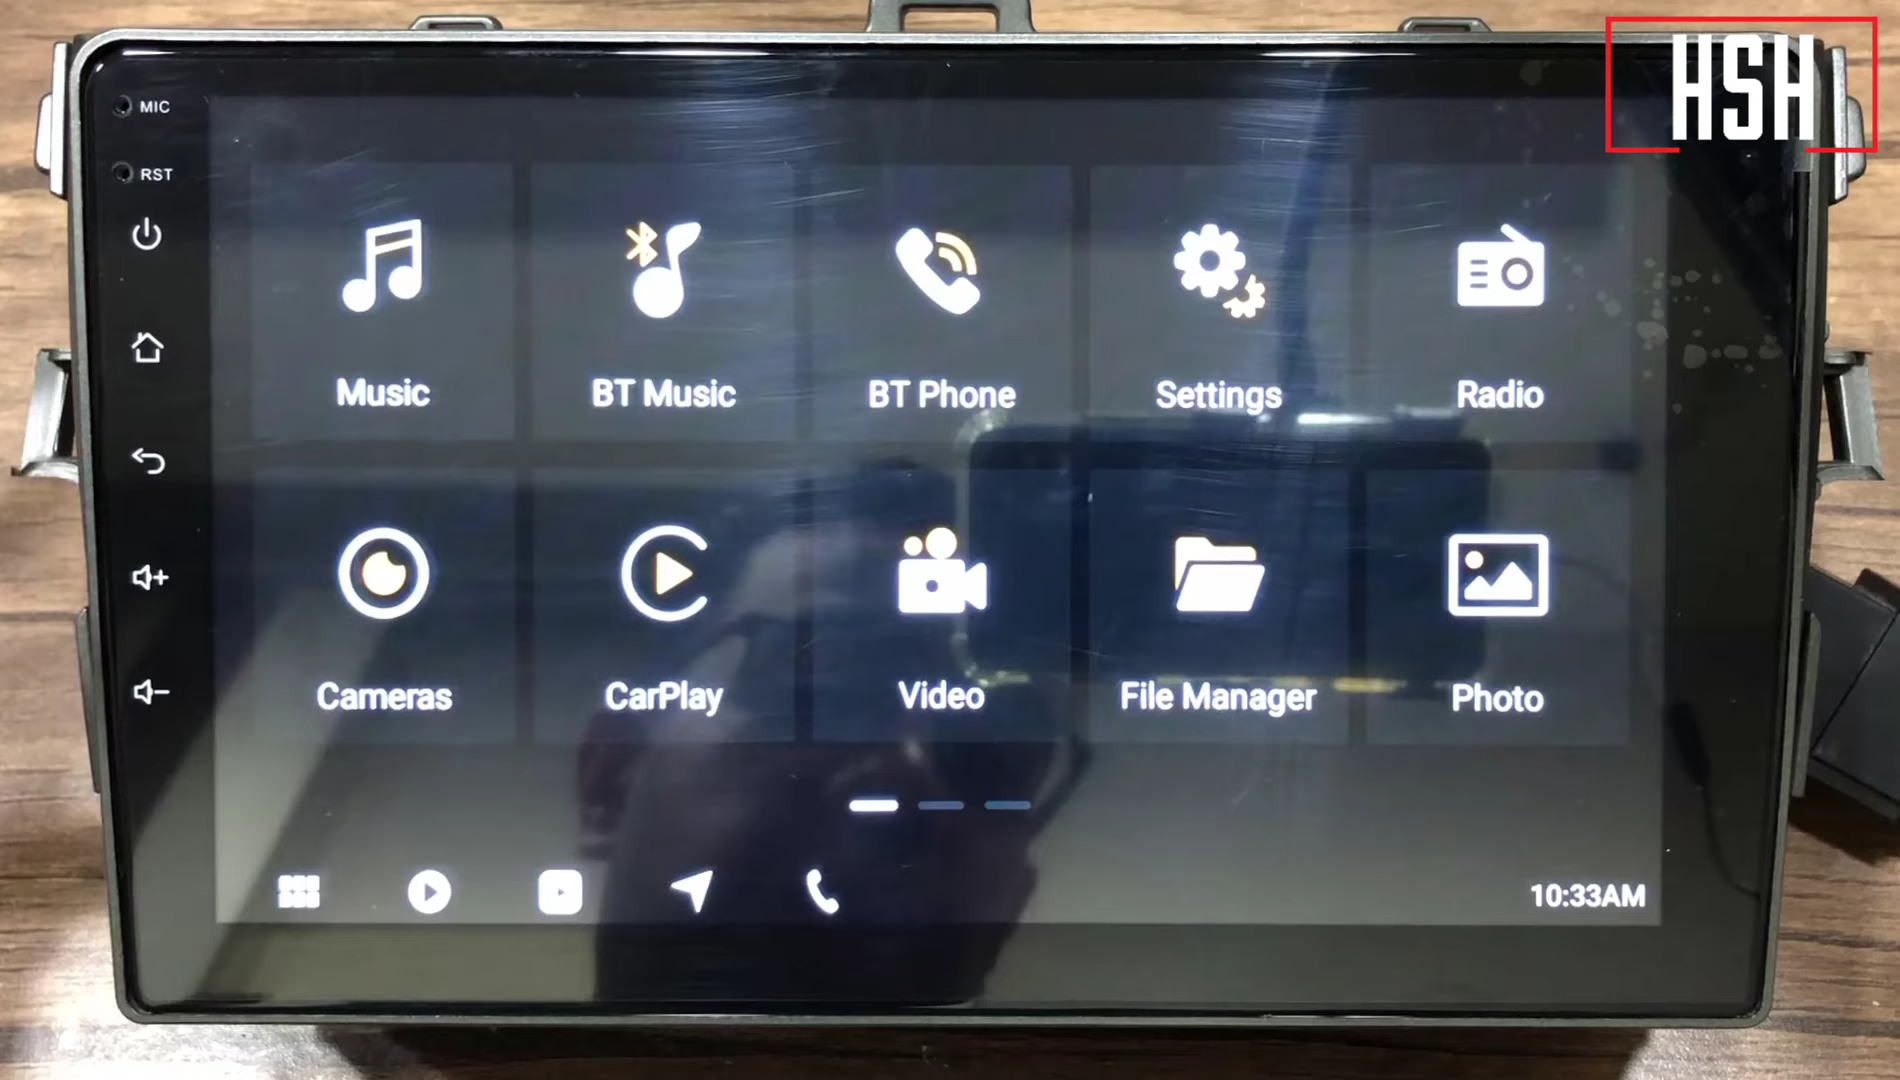 HSH
MIC
RST
Music
BT Music
BT Phone
Settings
Radio
Cameras
CarPlay
Video
File Manager
Photo
10:33AM